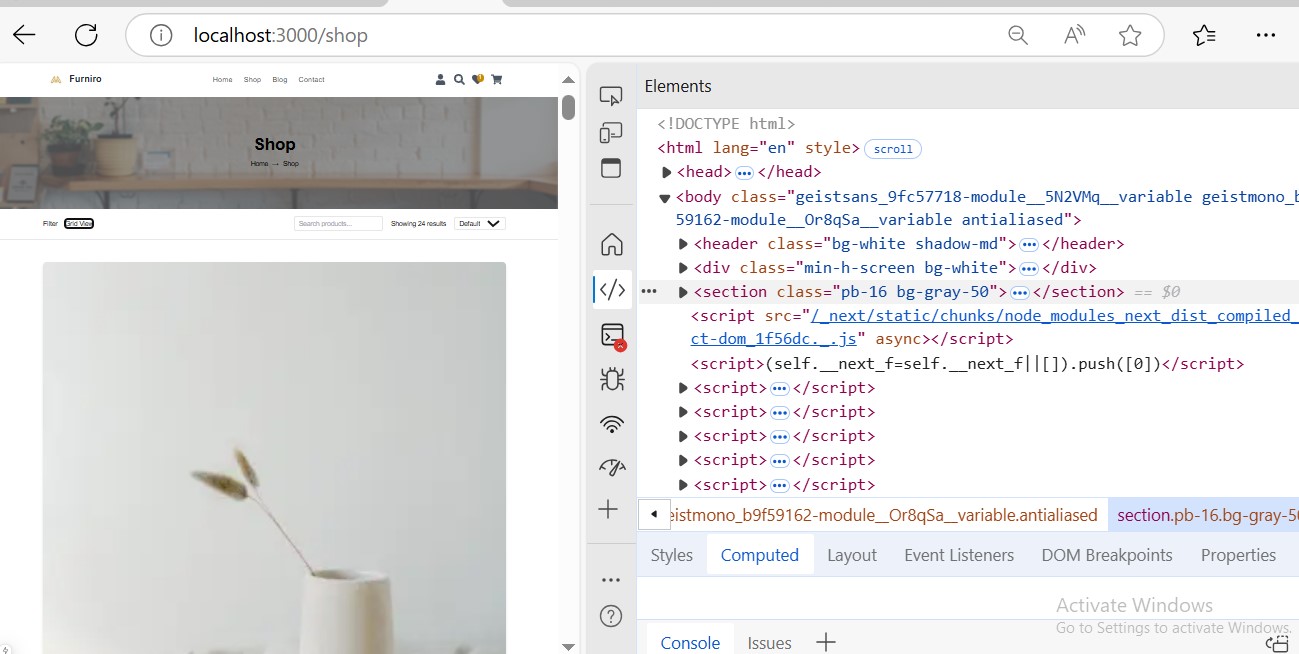 localhost:3000/shop
Furniro
Home Shop Blog Contact
Shop
Home → Shop
Filter Grid View Search products... Showing 24 results Default
Elements
<!DOCTYPE html>
<html lang="en" style> scroll
<head> ••• </head>
<body class="geistsans_9fc57718-module__5N2VMq__variable geistmono_b
59162-module__Or8qSa__variable antialiased">
<header class="bg-white shadow-md"> ••• </header>
<div class="min-h-screen bg-white"> ••• </div>
<section class="pb-16 bg-gray-50"> ••• </section> == $0
<script src="/_next/static/chunks/node_modules_next_dist_compiled_
ct-dom_1f56dc._.js" async></script>
<script>(self.__next_f=self.__next_f||[]).push([0])</script>
<script> ••• </script>
<script> ••• </script>
<script> ••• </script>
<script> ••• </script>
<script> ••• </script>
eistmono_b9f59162-module__Or8qSa__variable.antialiased section.pb-16.bg-gray-50
Styles Computed Layout Event Listeners DOM Breakpoints Properties
Activate Windows
Go to Settings to activate Windows.
Console Issues